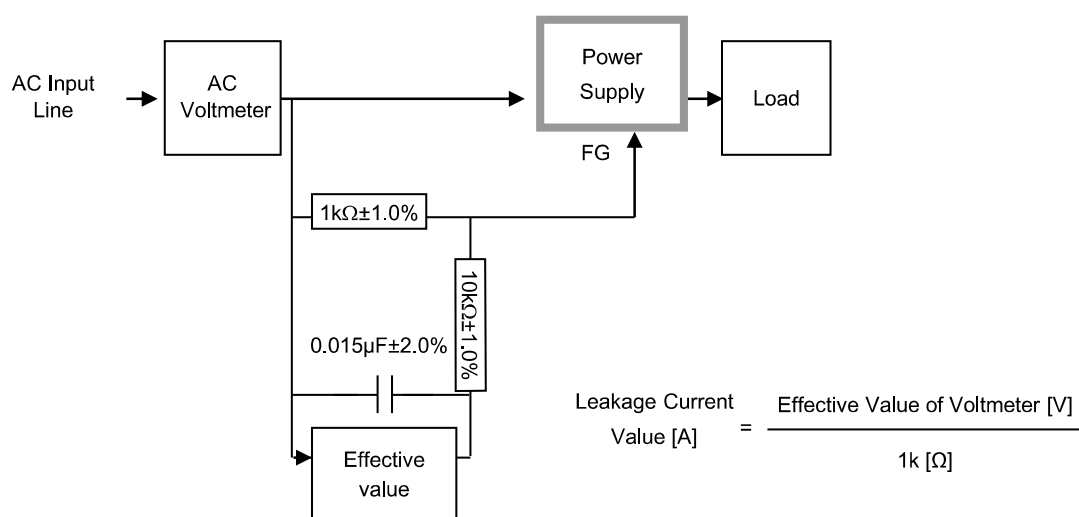 AC Input
Line
AC
Voltmeter
Power
Supply
Load
FG
1kΩ±1.0%
10kΩ±1.0%
0.015µF±2.0%
Effective
value
Leakage Current
Value [A]
=
Effective Value of Voltmeter [V]
1k [Ω]